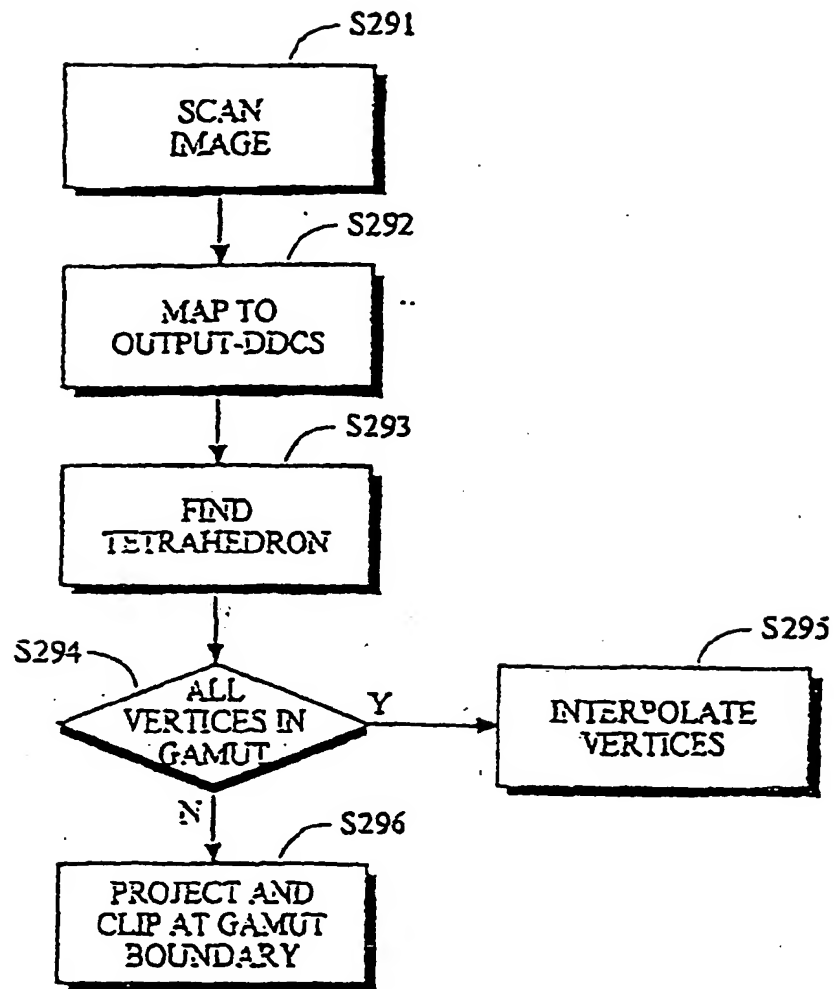 S291
SCAN
IMAGE
S292
MAP TO
OUTPUT-DDCS
S293
FIND
TETRAHEDRON
S294
ALL
VERTICES IN
GAMUT
Y
S295
INTERPOLATE
VERTICES
N
S296
PROJECT AND
CLIP AT GAMUT
BOUNDARY